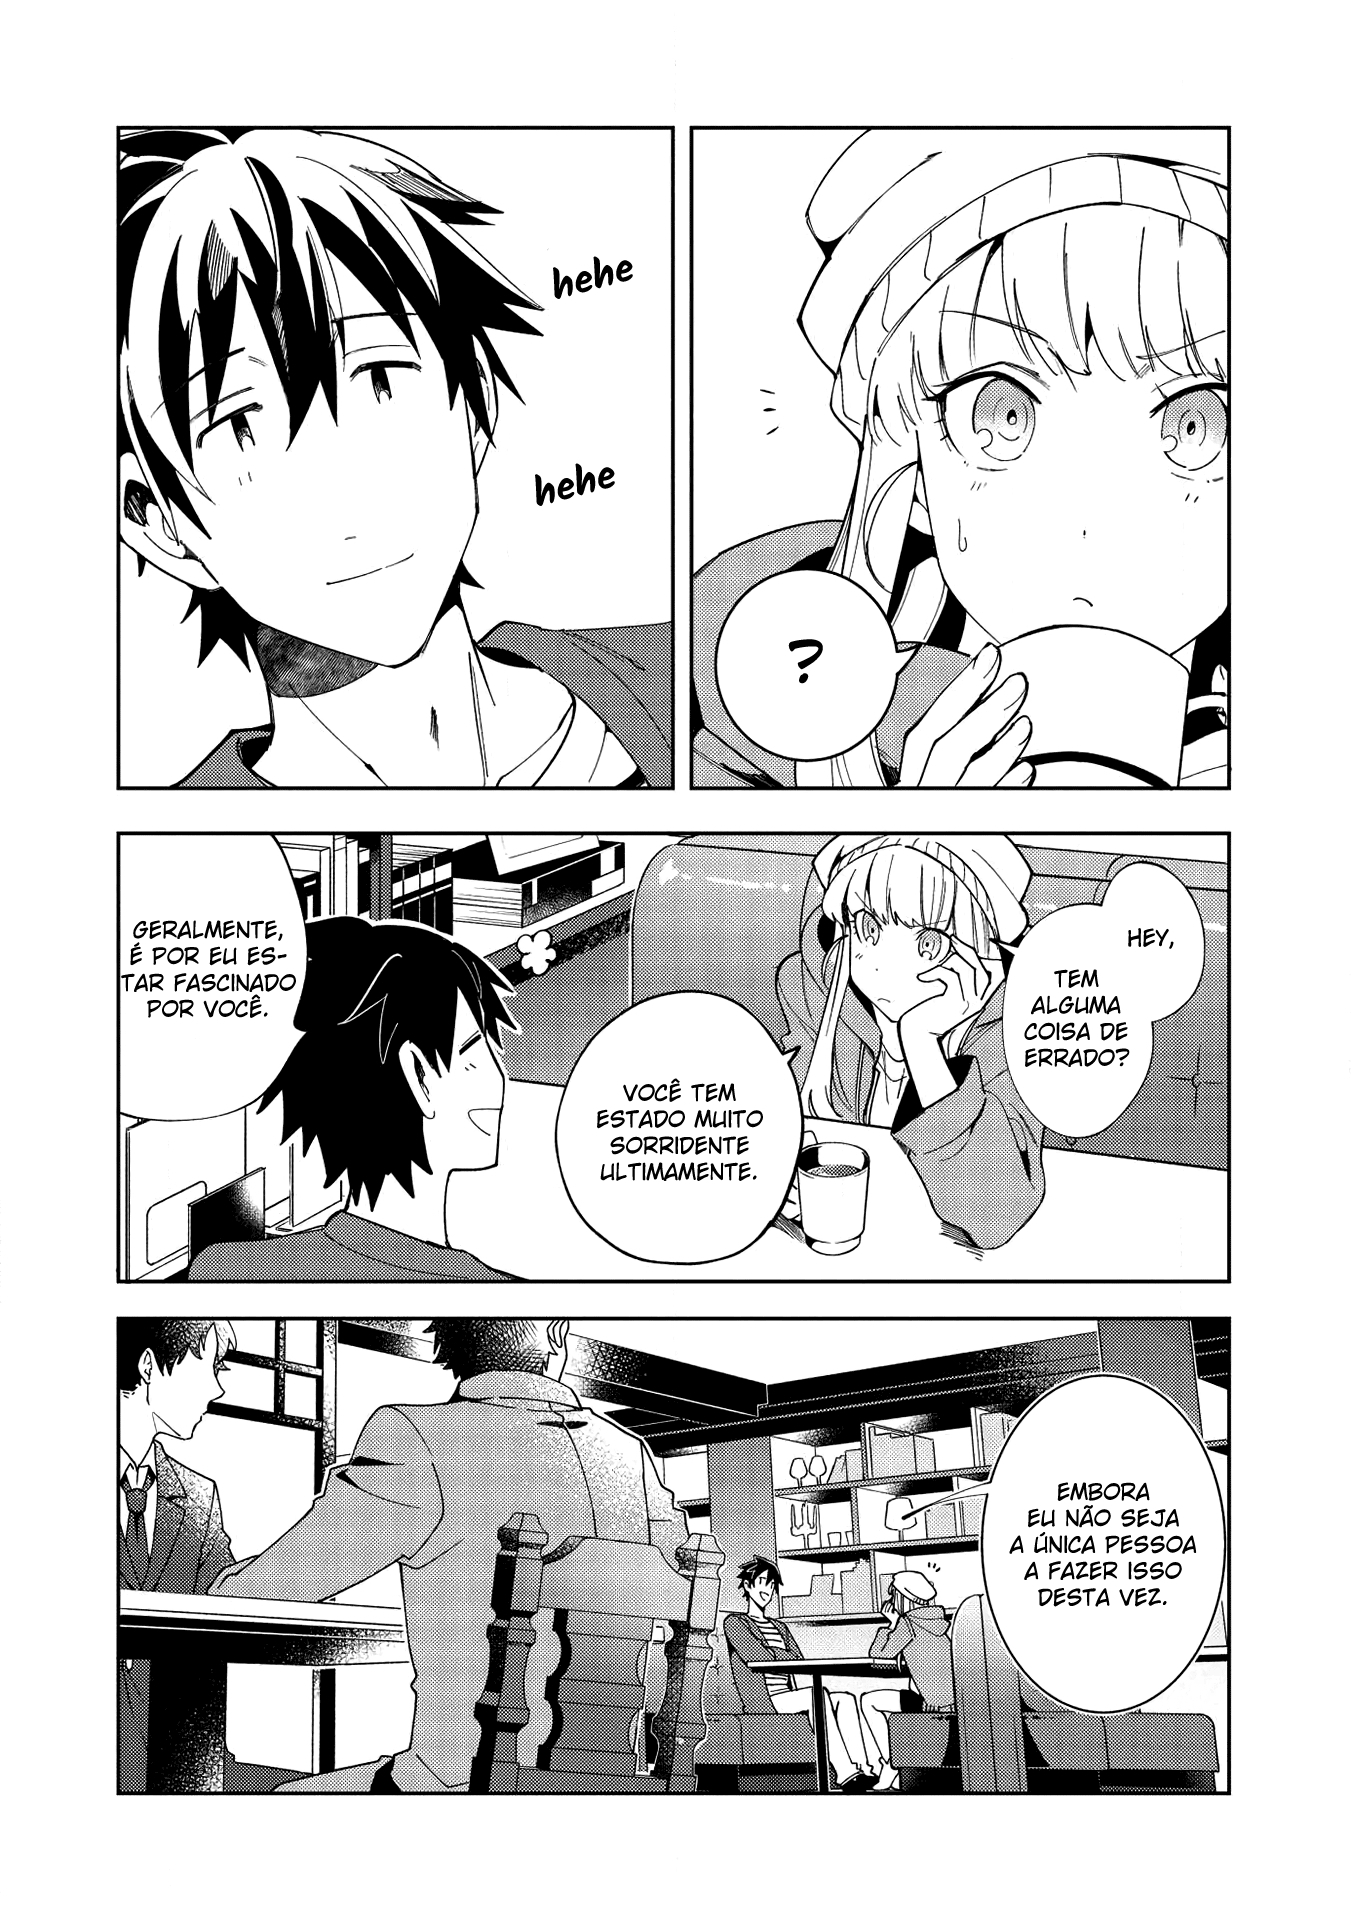 ?
hehe
hehe
HEY,
TEM
ALGUMA
COISA DE
ERRADO?
VOCÊ TEM
ESTADO MUITO
SORRIDENTE
ULTIMAMENTE.
GERALMENTE,
É POR EU ES-
TAR FASCINADO
POR VOCÊ.
EMBORA
EU NÃO SEJA
A ÚNICA PESSOA
A FAZER ISSO
DESTA VEZ.